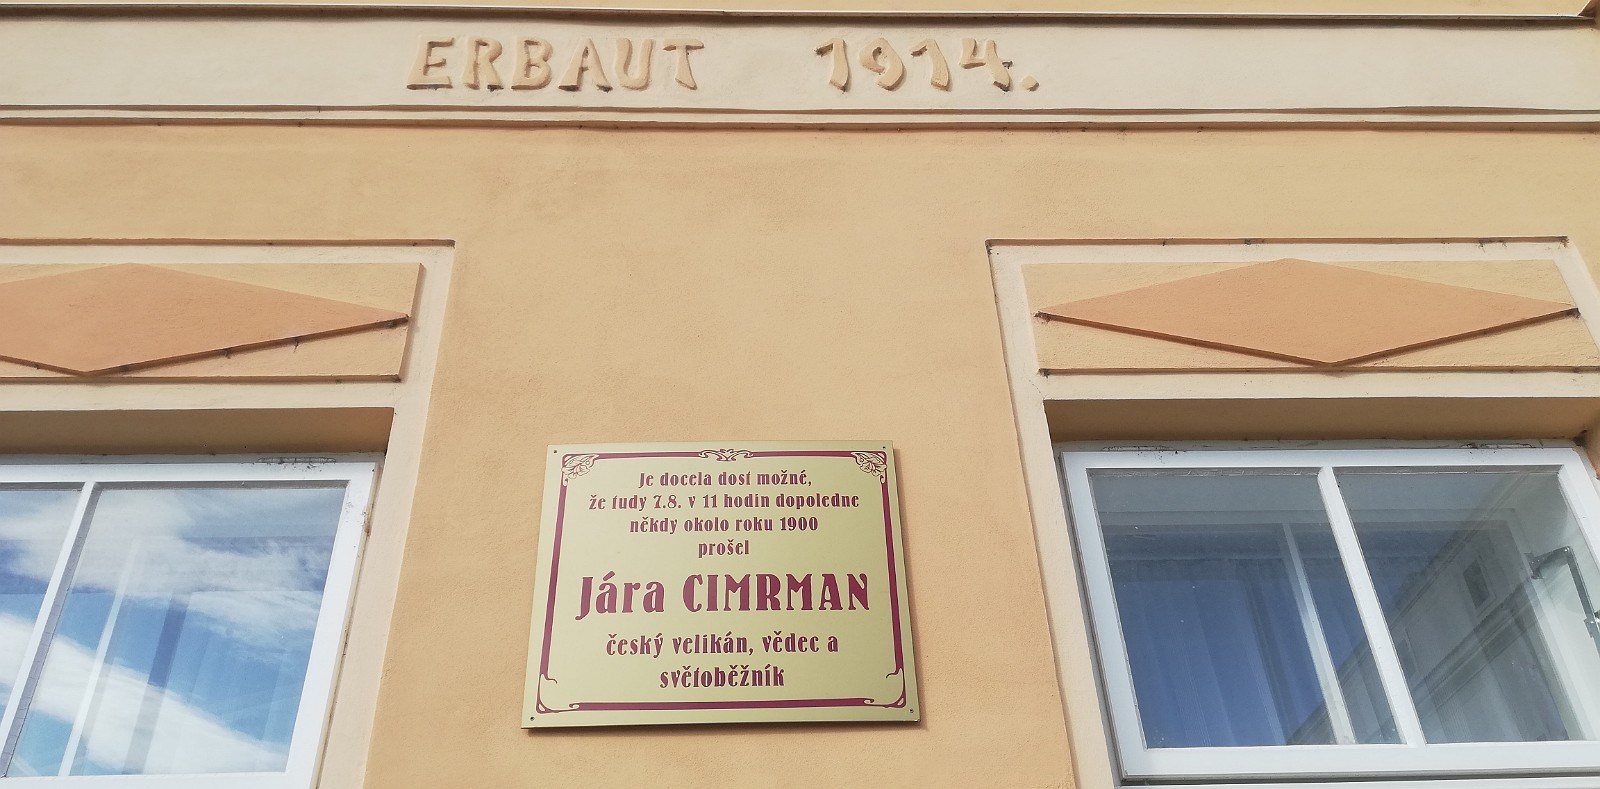 ERBAUT 1914.
Je docela dost možné,
že tudy 7.8. v 11 hodin dopoledne
někdy okolo roku 1900
prošel
Jára CIMRMAN
český velikán, vědec a
světoběžník